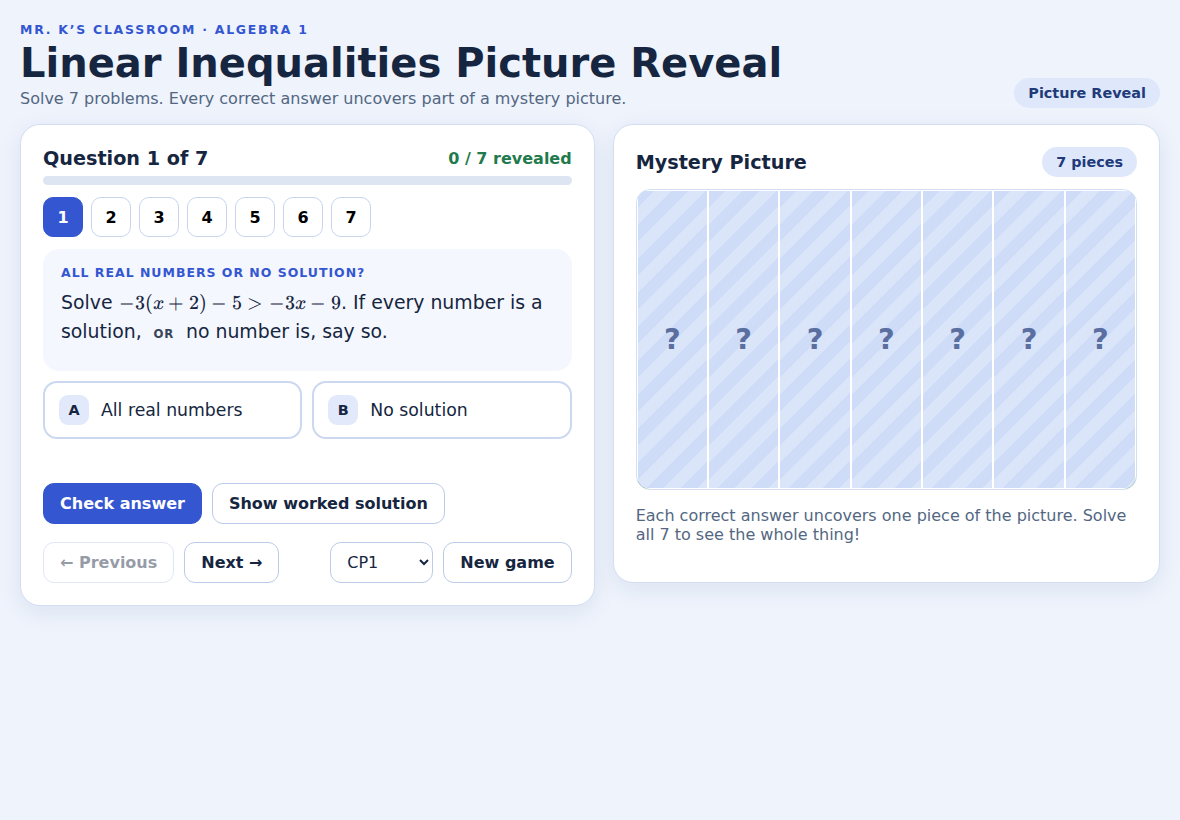 MR. K’S CLASSROOM · ALGEBRA 1
Linear Inequalities Picture Reveal
Solve 7 problems. Every correct answer uncovers part of a mystery picture.
Picture Reveal
Question 1 of 7
0 / 7 revealed
1 2 3 4 5 6 7
ALL REAL NUMBERS OR NO SOLUTION?
Solve −3(x + 2) − 5 > −3x − 9. If every number is a
solution, OR no number is, say so.
A All real numbers
B No solution
Check answer
Show worked solution
← Previous
Next →
CP1
New game
Mystery Picture
7 pieces
? ? ? ? ? ? ?
Each correct answer uncovers one piece of the picture. Solve
all 7 to see the whole thing!